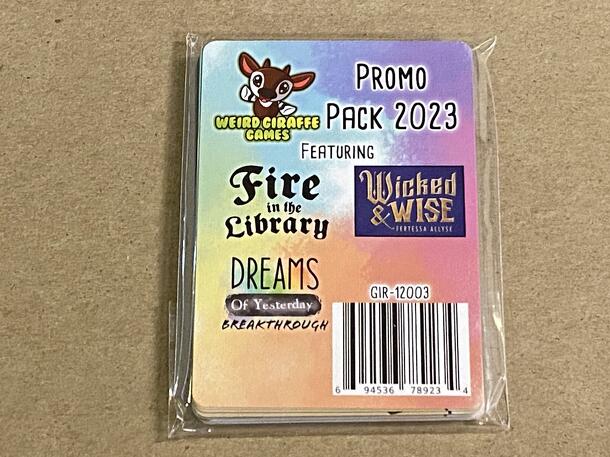 WEIRD GIRAFFE
GAMES
PROMO
PACK 2023
FEATURING
Fire
in the
Library
Wicked
& WISE
FERTESSA ALLYSE
DREAMS
Of Yesterday
BREAKTHROUGH
GIR-12003
6 94536 78923 4